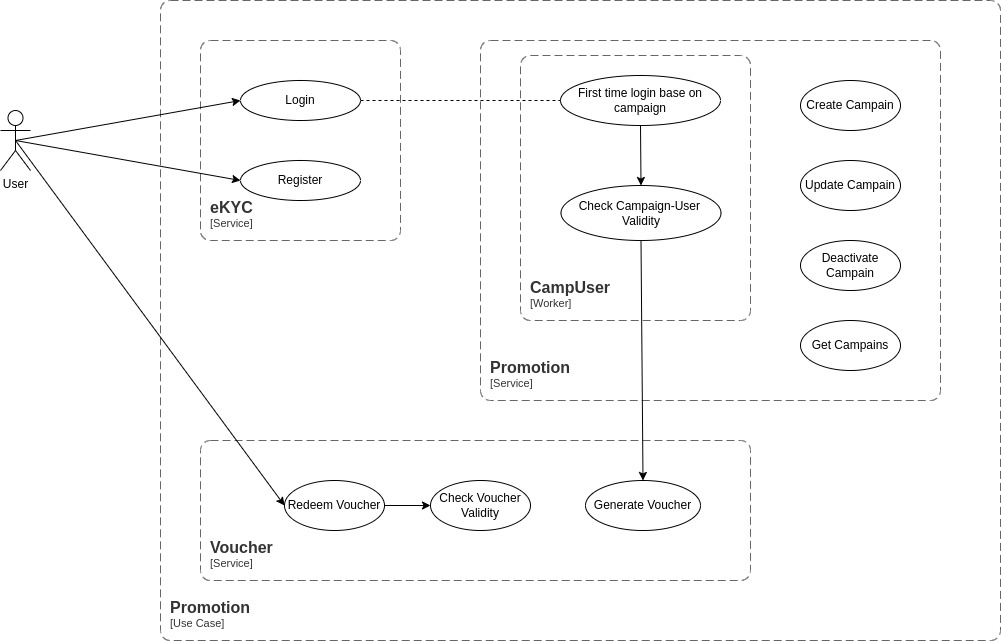 Login
First time login base on
campaign
Create Campain
User
Register
Update Campain
eKYC
[Service]
Check Campaign-User
Validity
Deactivate
Campain
CampUser
[Worker]
Get Campains
Promotion
[Service]
Redeem Voucher
Check Voucher
Validity
Generate Voucher
Voucher
[Service]
Promotion
[Use Case]